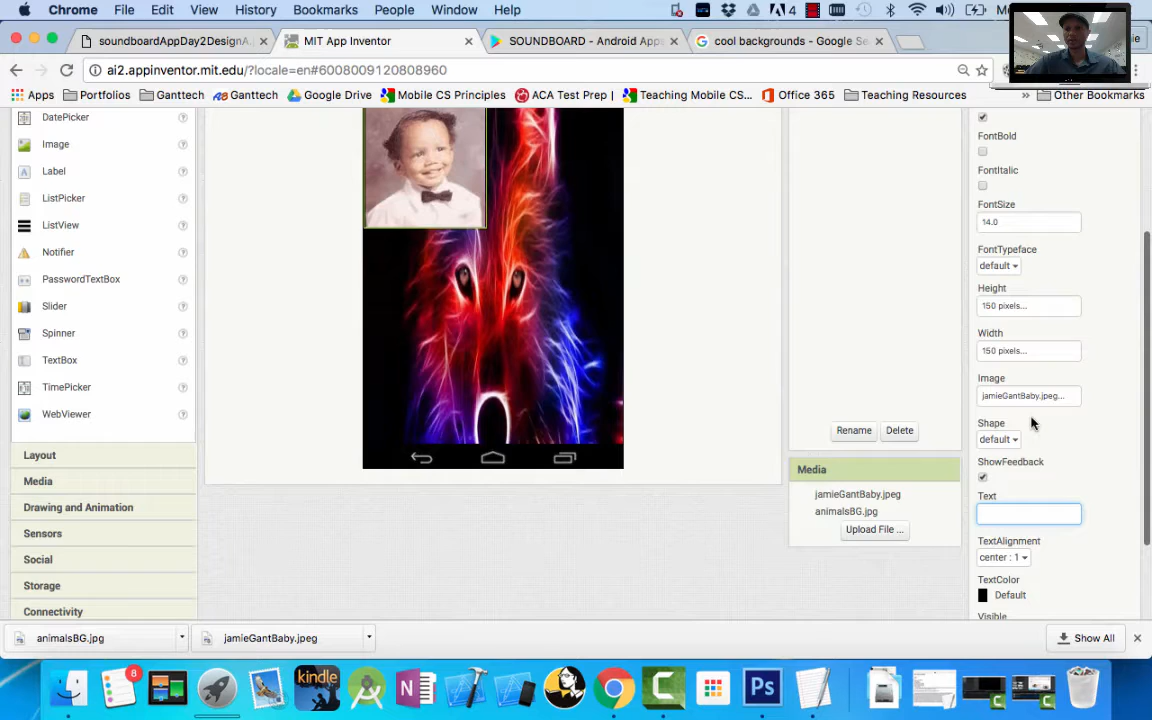 Chrome File Edit View History Bookmarks People Window Help
4
soundboardAppDay2DesignA
MIT App Inventor
SOUNDBOARD - Android Apps
cool backgrounds - Google Se
ai2.appinventor.mit.edu/?locale=en#6008009120808960
Apps Portfolios Ganttech Ganttech Google Drive Mobile CS Principles ACA Test Prep | Teaching Mobile CS... Office 365 Teaching Resources » Other Bookmarks
DatePicker
Image
Label
ListPicker
ListView
Notifier
PasswordTextBox
Slider
Spinner
TextBox
TimePicker
WebViewer
Layout
Media
Drawing and Animation
Sensors
Social
Storage
Connectivity
Rename Delete
Media
jamieGantBaby.jpeg
animalsBG.jpg
Upload File ...
FontBold
FontItalic
FontSize
14.0
FontTypeface
default
Height
150 pixels...
Width
150 pixels...
Image
jamieGantBaby.jpeg...
Shape
default
ShowFeedback
Text
TextAlignment
center : 1
TextColor
Default
Visible
animalsBG.jpg
jamieGantBaby.jpeg
Show All
8
kindle
Ps